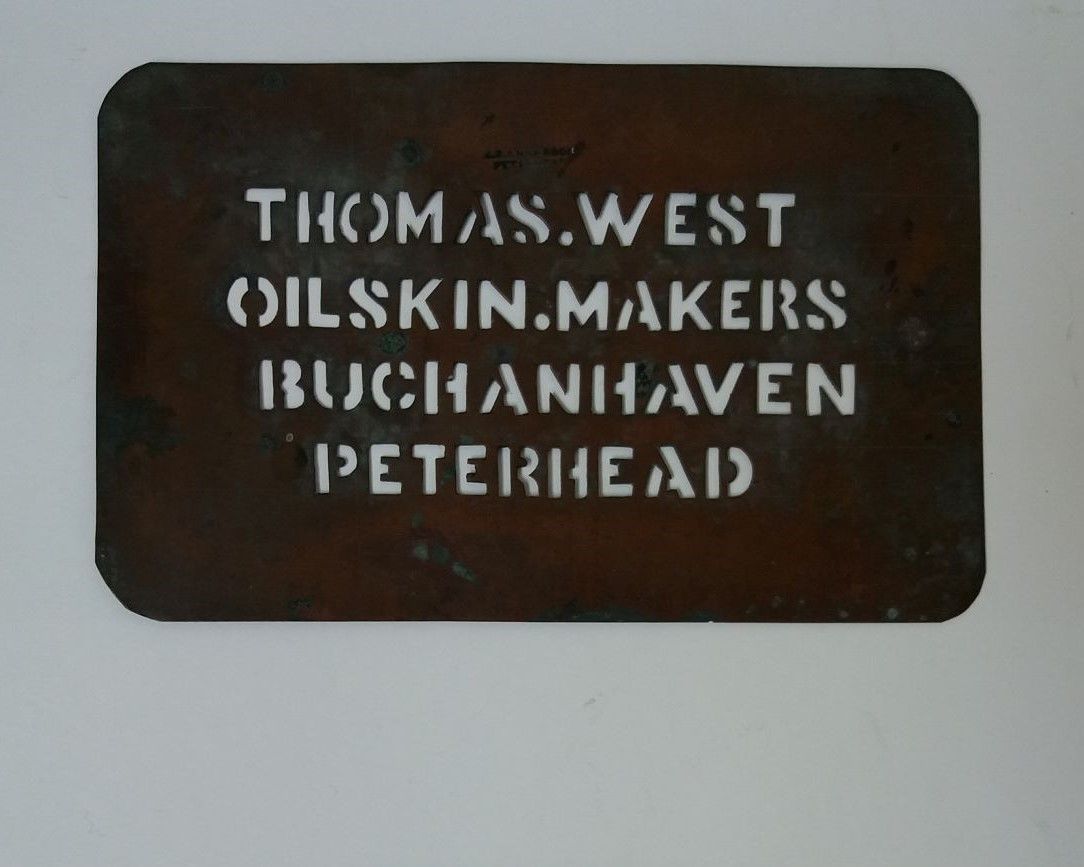 THOMAS.WEST
OILSKIN.MAKERS
BUCHANHAVEN
PETERHEAD